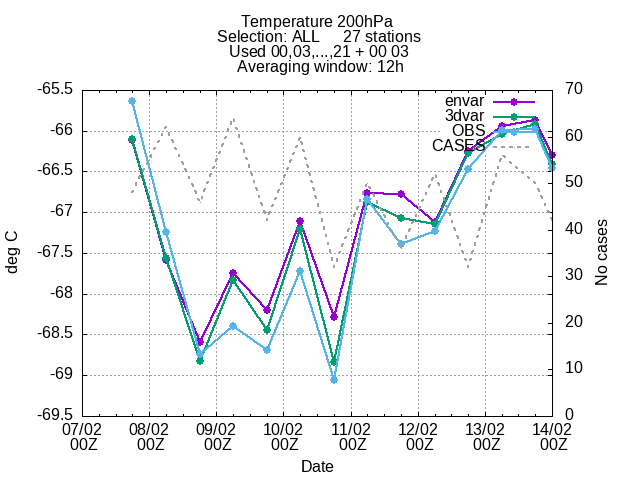 Temperature 200hPa
Selection: ALL 27 stations
Used 00,03,...,21 + 00 03
Averaging window: 12h
-65.5
-66
-66.5
-67
-67.5
-68
-68.5
-69
-69.5
70
60
50
40
30
20
10
0
envar
3dvar
OBS
CASES
deg C
No cases
07/02 08/02 09/02 10/02 11/02 12/02 13/02 14/02
00Z 00Z 00Z 00Z 00Z 00Z 00Z 00Z
Date